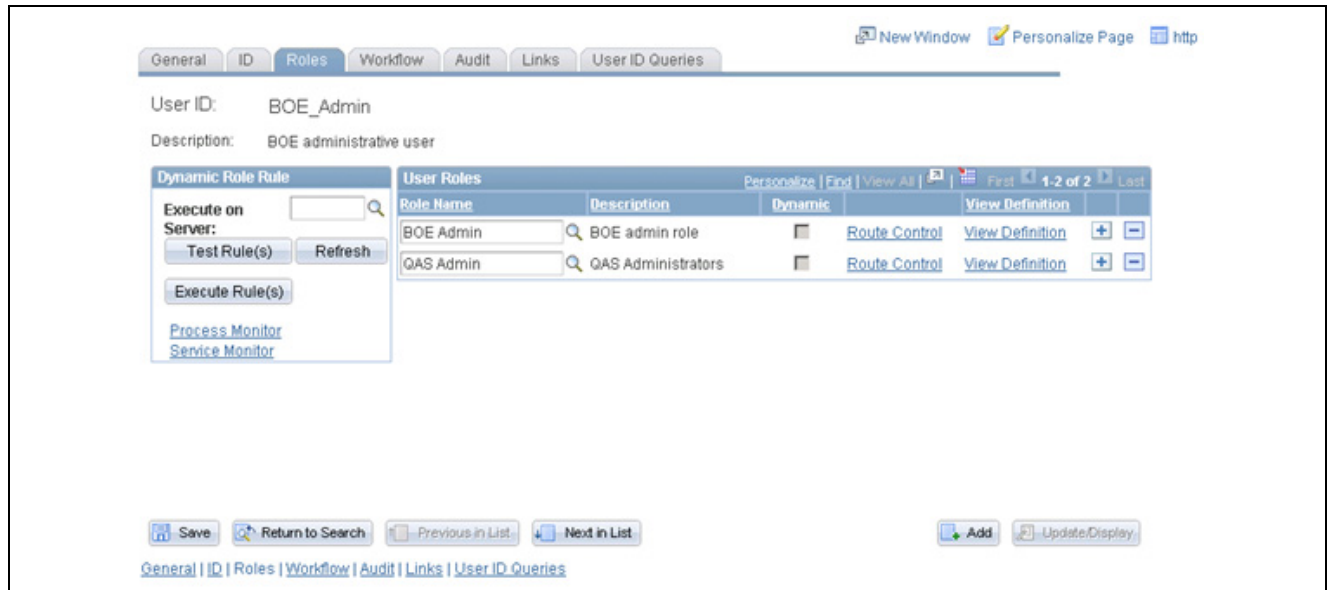 New Window Personalize Page http
General ID Roles Workflow Audit Links User ID Queries
User ID: BOE_Admin
Description: BOE administrative user
Dynamic Role Rule
Execute on
Server:
Test Rule(s) Refresh
Execute Rule(s)
Process Monitor
Service Monitor
User Roles Personalize | Find | View All | | First 1-2 of 2 Last
Role Name Description Dynamic View Definition
BOE Admin BOE admin role Route Control View Definition
QAS Admin QAS Administrators Route Control View Definition
Save Return to Search Previous in List Next in List Add Update/Display
General | ID | Roles | Workflow | Audit | Links | User ID Queries